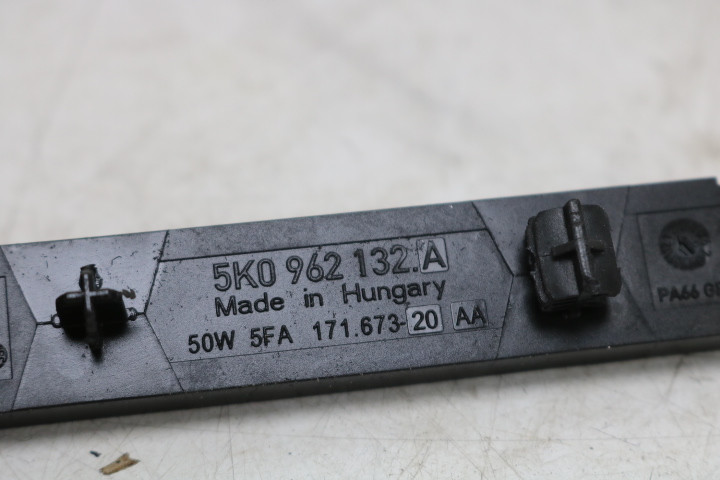 5K0 962 132.A
Made in Hungary
50W 5FA 171.673-20 AA
PA66